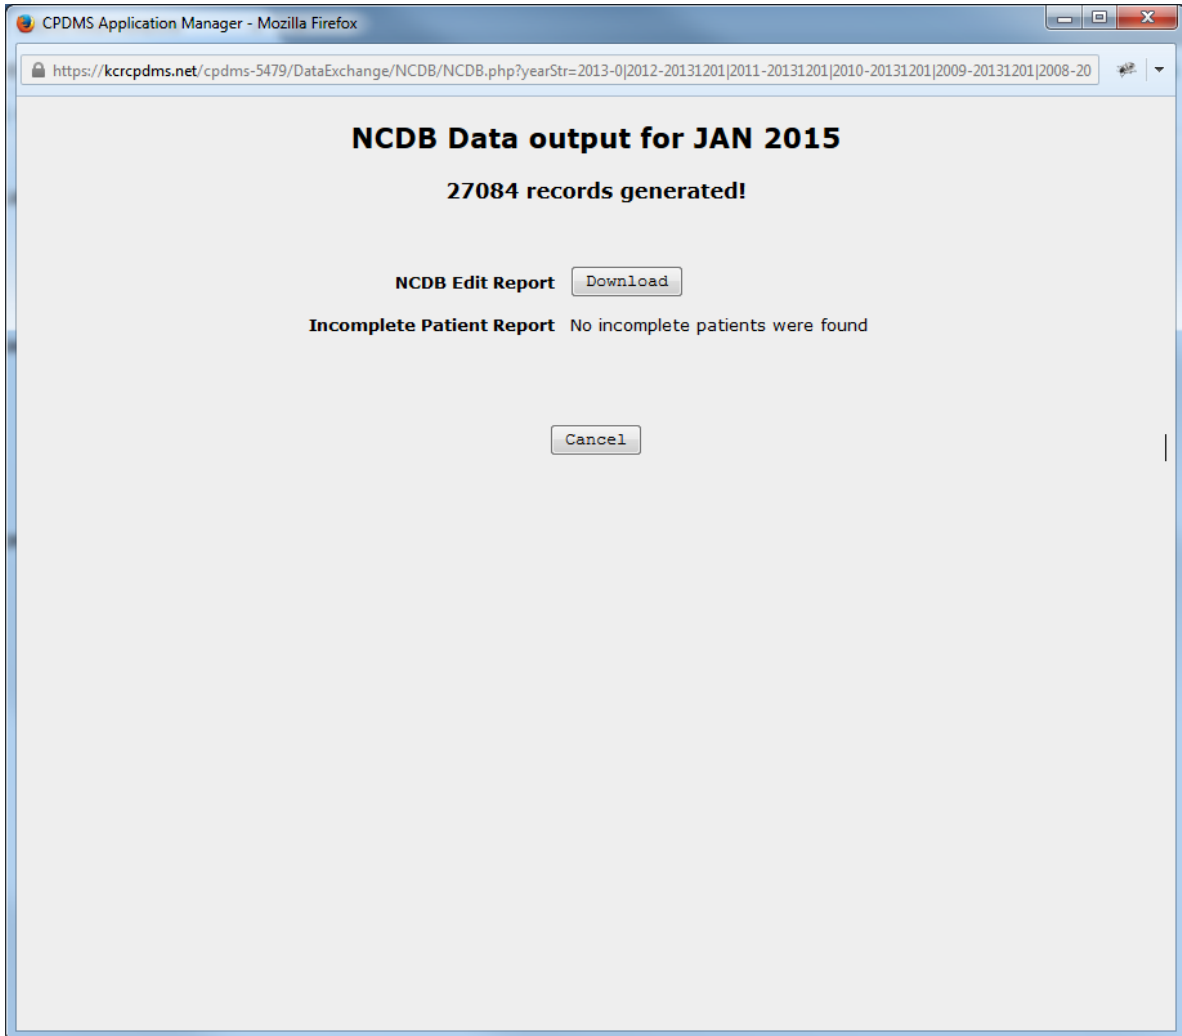 CPDMS Application Manager - Mozilla Firefox
https://kcrcpdms.net/cpdms-5479/DataExchange/NCDB/NCDB.php?yearStr=2013-0|2012-20131201|2011-20131201|2010-20131201|2009-20131201|2008-20
NCDB Data output for JAN 2015
27084 records generated!
NCDB Edit Report Download
Incomplete Patient Report No incomplete patients were found
Cancel